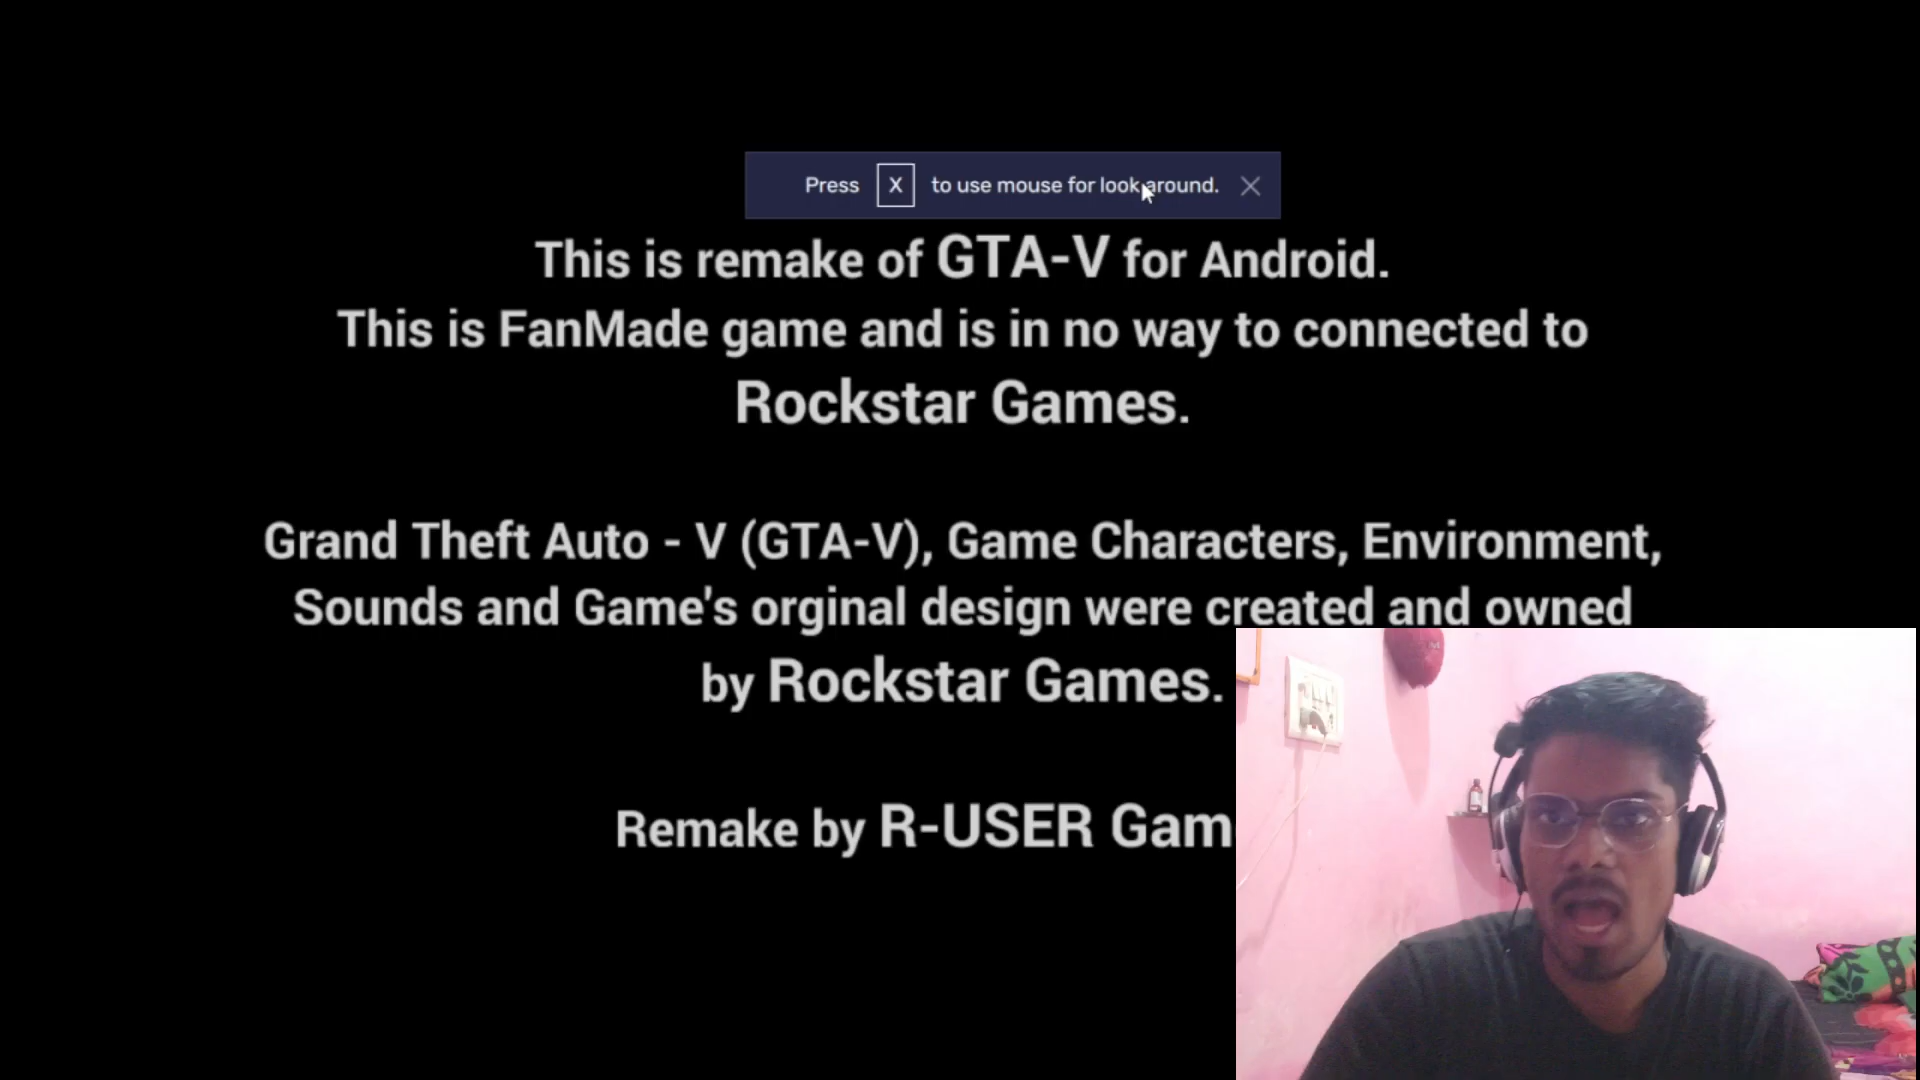 Press X to use mouse for look around.
This is remake of GTA-V for Android.
This is FanMade game and is in no way to connected to
Rockstar Games.
Grand Theft Auto - V (GTA-V), Game Characters, Environment,
Sounds and Game's orginal design were created and owned
by Rockstar Games.
Remake by R-USER